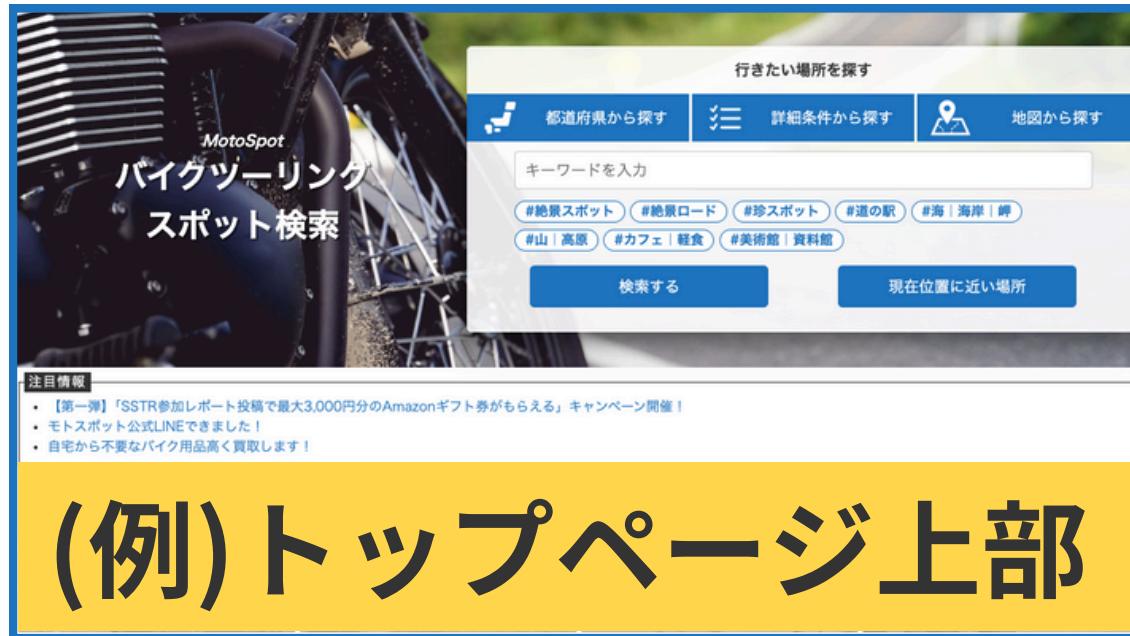 MotoSpot
バイクツーリング
スポット検索
行きたい場所を探す
都道府県から探す 詳細条件から探す 地図から探す
キーワードを入力
#絶景スポット #絶景ロード #珍スポット #道の駅 #海｜海岸｜岬
#山｜高原 #カフェ｜軽食 #美術館｜資料館
検索する 現在位置に近い場所
注目情報
・【第一弾】「SSTR参加レポート投稿で最大3,000円分のAmazonギフト券がもらえる」キャンペーン開催！
・モトスポット公式LINEできました！
・自宅から不要なバイク用品高く買取します！
(例)トップページ上部